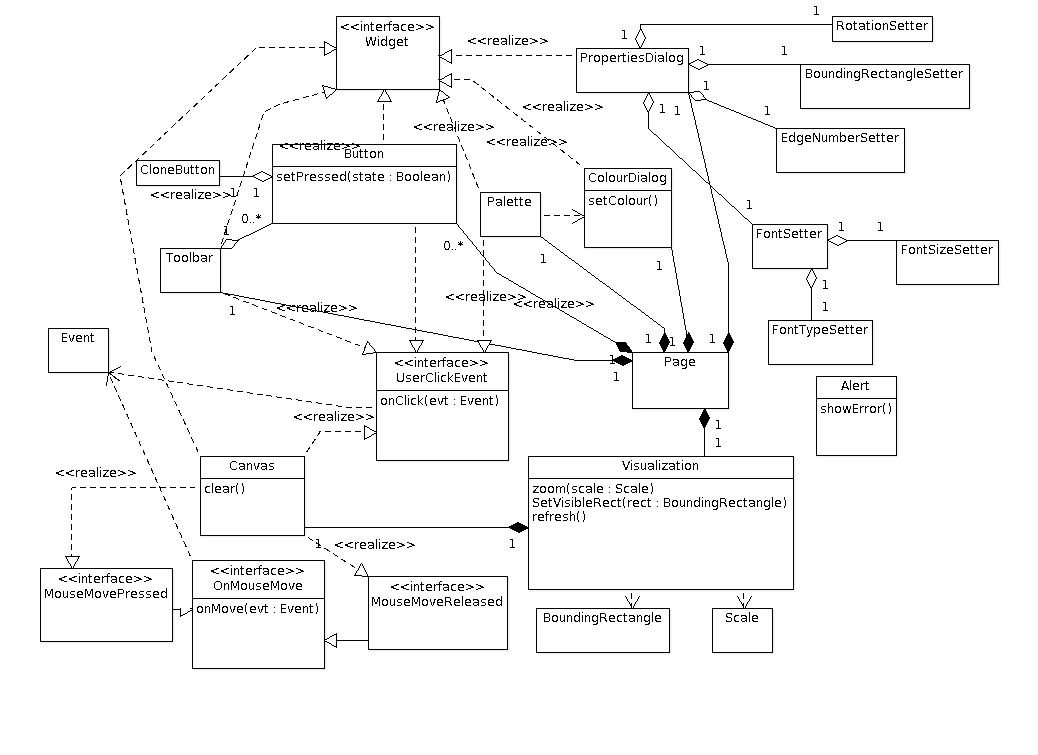 1
<<interface>>
Widget
RotationSetter
1
<<realize>>
1
1
PropertiesDialog
BoundingRectangleSetter
1
<<realize>>
1
1
1
<<realize>>
EdgeNumberSetter
<<realize>>
<<realize>>
Button
CloneButton
setPressed(state : Boolean)
ColourDialog
<<realize>>
1
1
Palette
setColour()
1
0..*
1
1
1
FontSetter
0..*
FontSizeSetter
Toolbar
1
1
1
<<realize>>
<<realize>>
<<realize>>
1
1
FontTypeSetter
Event
1
1
1
<<interface>>
UserClickEvent
1
Page
1
Alert
onClick(evt : Event)
showError()
<<realize>>
1
1
Canvas
Visualization
<<realize>>
clear()
zoom(scale : Scale)
SetVisibleRect(rect : BoundingRectangle)
refresh()
1
<<realize>>
1
<<interface>>
MouseMovePressed
<<interface>>
OnMouseMove
<<interface>>
MouseMoveReleased
onMove(evt : Event)
BoundingRectangle
Scale